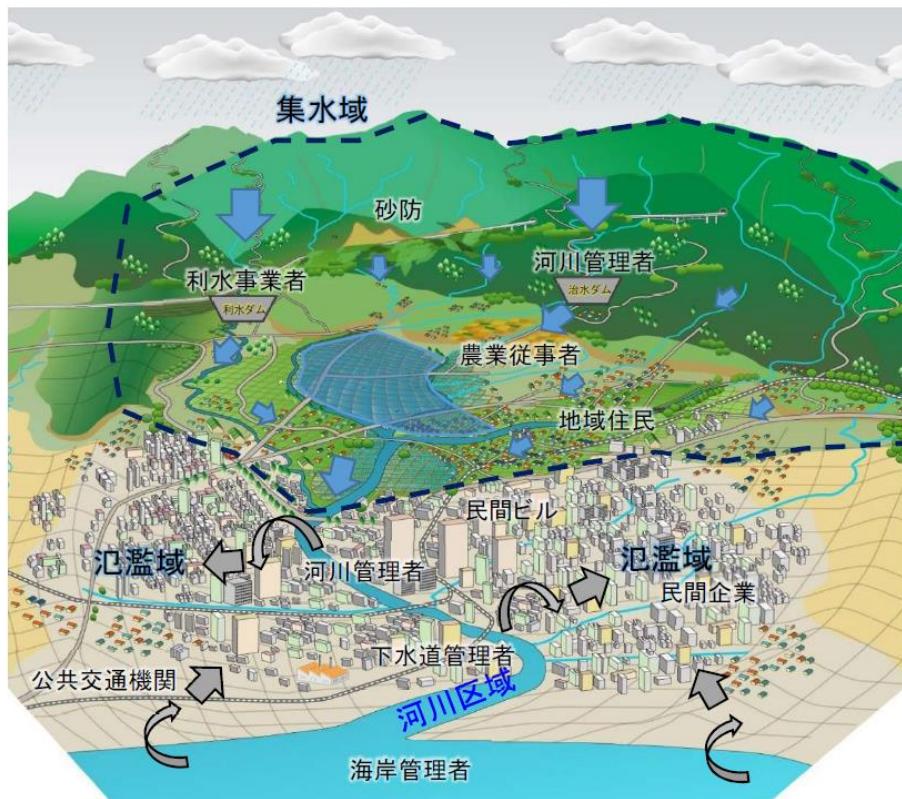 集水域
砂防
利水事業者
河川管理者
利水ダム
治水ダム
農業従事者
地域住民
民間ビル
氾濫域
河川管理者
氾濫域
民間企業
下水道管理者
公共交通機関
河川区域
海岸管理者